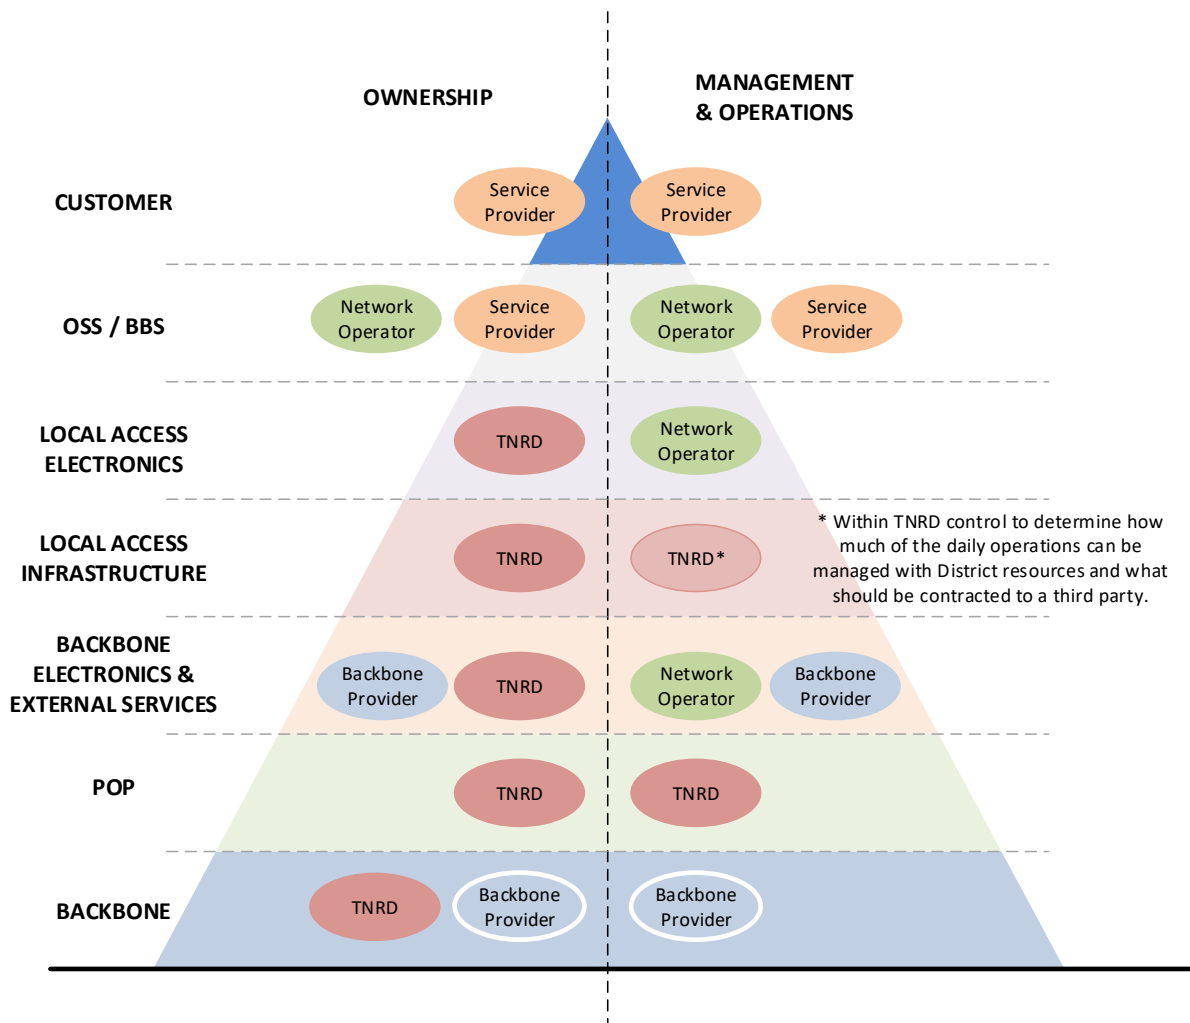 OWNERSHIP
MANAGEMENT
& OPERATIONS
CUSTOMER
Service
Provider
Service
Provider
OSS / BBS
Network
Operator
Service
Provider
Network
Operator
Service
Provider
LOCAL ACCESS
ELECTRONICS
TNRD
Network
Operator
LOCAL ACCESS
INFRASTRUCTURE
TNRD
TNRD*
* Within TNRD control to determine how
much of the daily operations can be
managed with District resources and what
should be contracted to a third party.
BACKBONE
ELECTRONICS &
EXTERNAL SERVICES
Backbone
Provider
TNRD
Network
Operator
Backbone
Provider
POP
TNRD
TNRD
BACKBONE
TNRD
Backbone
Provider
Backbone
Provider